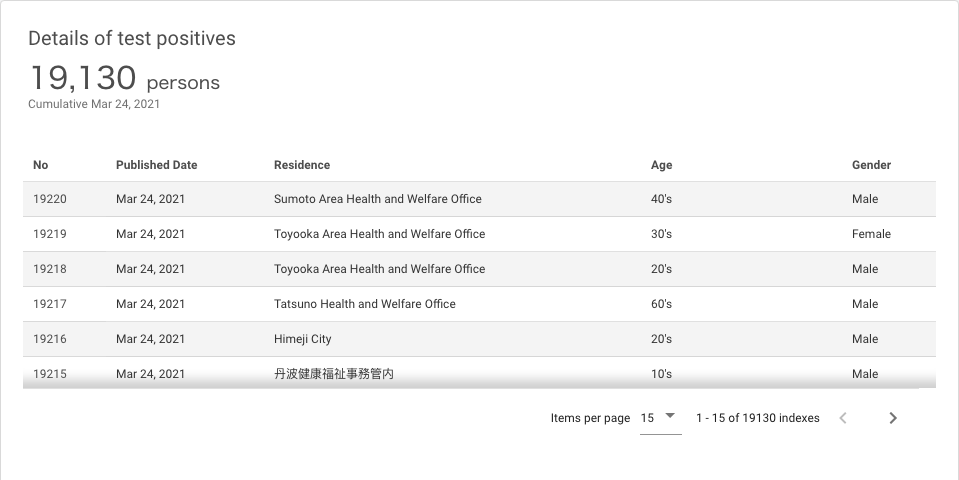 Details of test positives
19,130 persons
Cumulative Mar 24, 2021
No Published Date Residence Age Gender
19220 Mar 24, 2021 Sumoto Area Health and Welfare Office 40's Male
19219 Mar 24, 2021 Toyooka Area Health and Welfare Office 30's Female
19218 Mar 24, 2021 Toyooka Area Health and Welfare Office 20's Male
19217 Mar 24, 2021 Tatsuno Health and Welfare Office 60's Male
19216 Mar 24, 2021 Himeji City 20's Male
19215 Mar 24, 2021 丹波健康福祉事務管内 10's Male
Items per page 15 1 - 15 of 19130 indexes